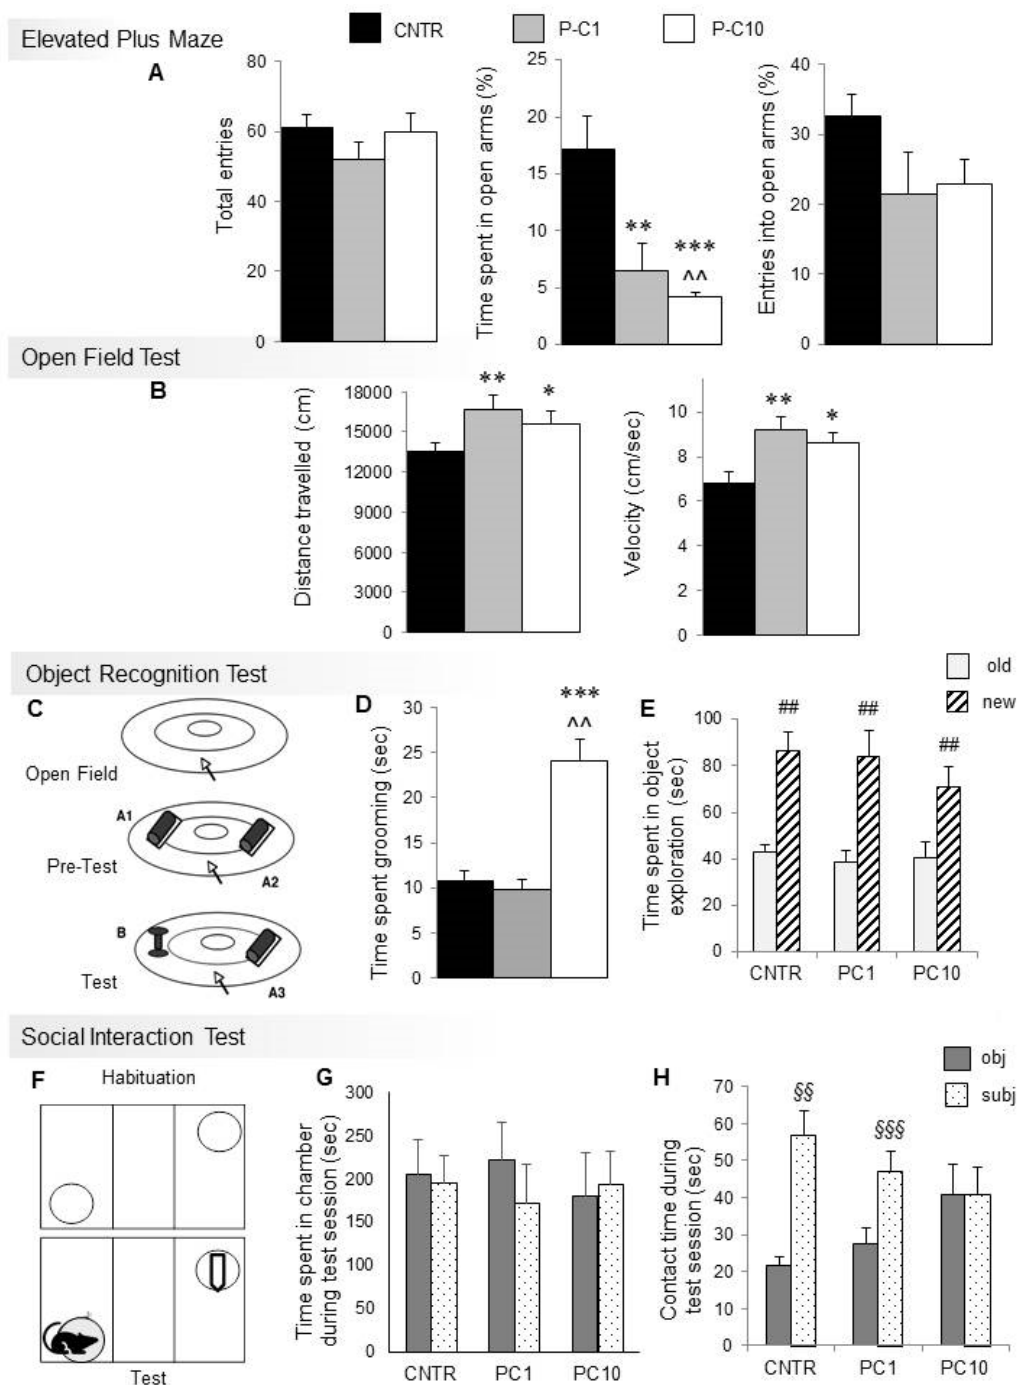 CNTR P-C1 P-C10
Elevated Plus Maze
A
Total entries
80
60
40
20
0
Time spent in open arms (%)
25
20
15
10
5
0
**
***
^^
Entries into open arms (%)
40
30
20
10
0
Open Field Test
B
Distance travelled (cm)
18000
15000
12000
9000
6000
3000
0
**
*
Velocity (cm/sec)
10
8
6
4
2
0
**
*
Object Recognition Test
C
Open Field
A1
Pre-Test
A2
B
Test
A3
D
Time spent grooming (sec)
30
25
20
15
10
5
0
***
^^
E
old
new
Time spent in object
exploration (sec)
100
80
60
40
20
0
##
##
##
CNTR PC1 PC10
Social Interaction Test
F
Habituation
Test
G
Time spent in chamber
during test session (sec)
300
250
200
150
100
50
0
CNTR PC1 PC10
H
obj
subj
Contact time during
test session (sec)
70
60
50
40
30
20
10
0
§§
§§§
CNTR PC1 PC10